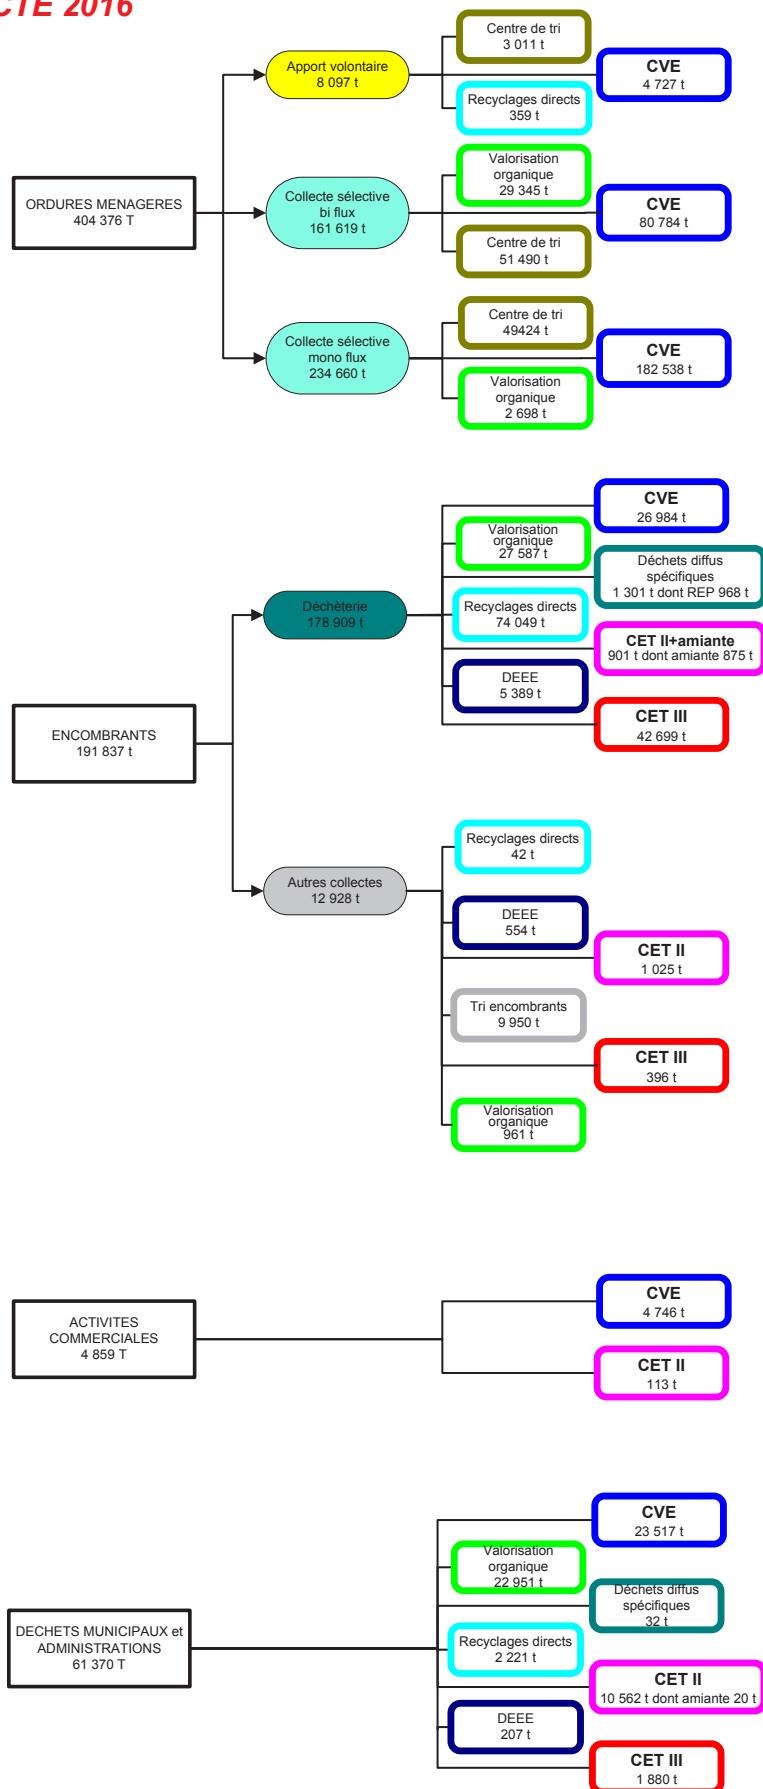 CTE 2016
Centre de tri
3 011 t
Apport volontaire
8 097 t
CVE
4 727 t
Recyclages directs
359 t
Valorisation
organique
29 345 t
ORDURES MENAGERES
404 376 T
Collecte sélective
bi flux
161 619 t
CVE
80 784 t
Centre de tri
51 490 t
Centre de tri
49424 t
Collecte sélective
mono flux
234 660 t
CVE
182 538 t
Valorisation
organique
2 698 t
CVE
26 984 t
Valorisation
organique
27 587 t
Déchets diffus
spécifiques
1 301 t dont REP 968 t
Déchèterie
178 909 t
Recyclages directs
74 049 t
CET II+amiante
901 t dont amiante 875 t
DEEE
5 389 t
CET III
42 699 t
ENCOMBRANTS
191 837 t
Recyclages directs
42 t
Autres collectes
12 928 t
DEEE
554 t
CET II
1 025 t
Tri encombrants
9 950 t
CET III
396 t
Valorisation
organique
961 t
CVE
4 746 t
ACTIVITES
COMMERCIALES
4 859 T
CET II
113 t
CVE
23 517 t
Valorisation
organique
22 951 t
Déchets diffus
spécifiques
32 t
DECHETS MUNICIPAUX et
ADMINISTRATIONS
61 370 T
Recyclages directs
2 221 t
CET II
10 562 t dont amiante 20 t
DEEE
207 t
CET III
1 880 t